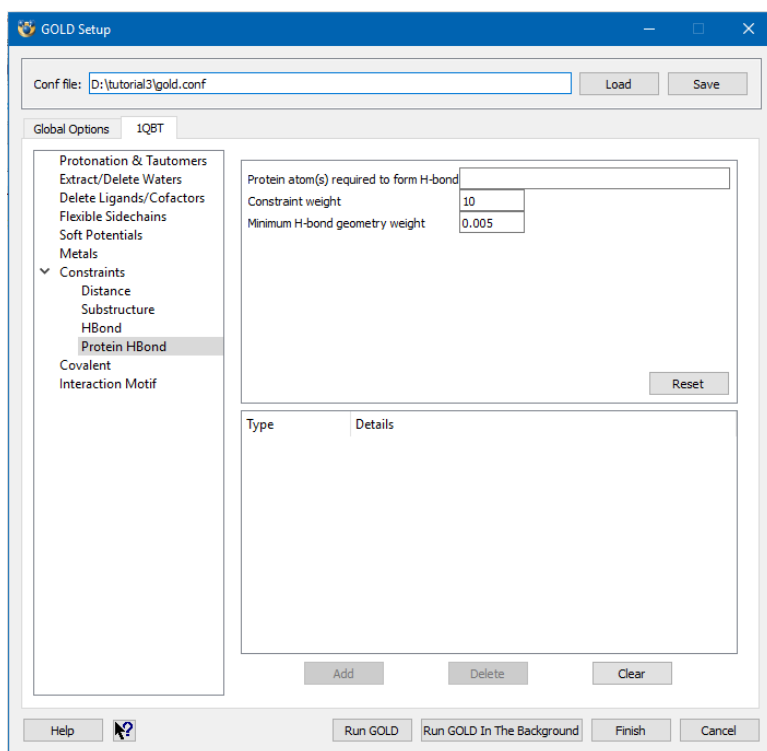 GOLD Setup
Conf file: D:\tutorial3\gold.conf Load Save
Global Options 1QBT
Protonation & Tautomers
Extract/Delete Waters
Delete Ligands/Cofactors
Flexible Sidechains
Soft Potentials
Metals
Constraints
Distance
Substructure
HBond
Protein HBond
Covalent
Interaction Motif
Protein atom(s) required to form H-bond
Constraint weight 10
Minimum H-bond geometry weight 0.005
Reset
Type Details
Add Delete Clear
Help ? Run GOLD Run GOLD In The Background Finish Cancel